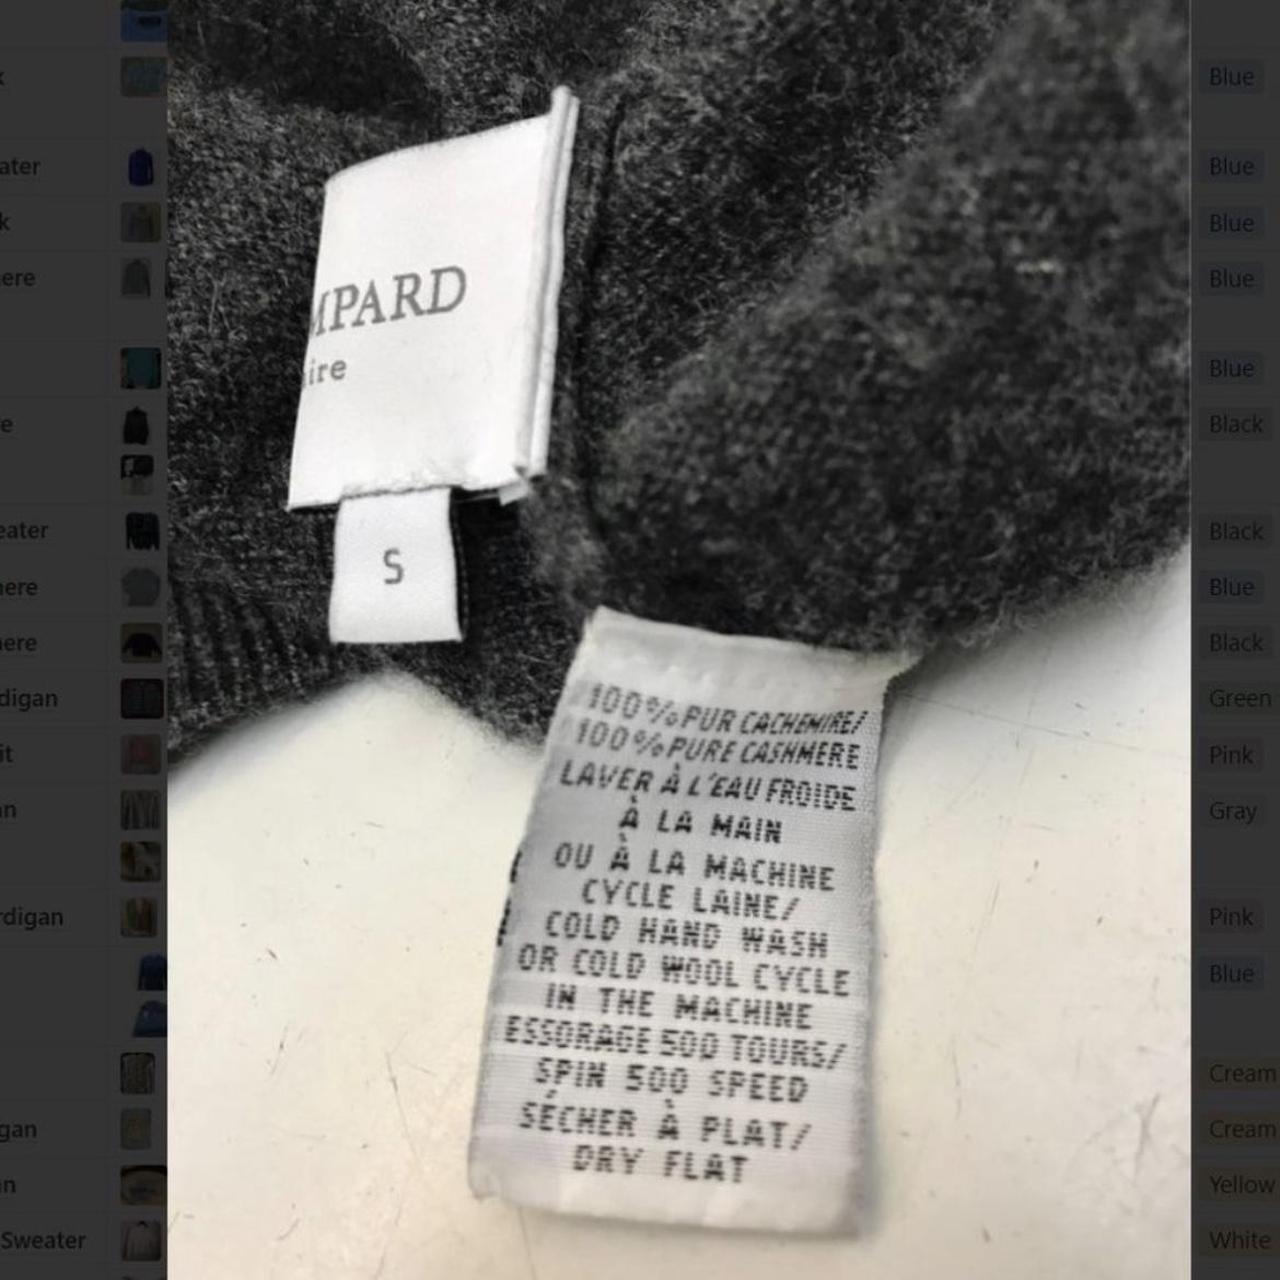 MPARD
ire
S
100% PUR CACHEMIRE/
100% PURE CASHMERE
LAVER À L'EAU FROIDE
À LA MAIN
OU À LA MACHINE
CYCLE LAINE/
COLD HAND WASH
OR COLD WOOL CYCLE
IN THE MACHINE
ESSORAGE 500 TOURS/
SPIN 500 SPEED
SÉCHER À PLAT/
DRY FLAT
ater
k
ere
e
eater
ere
here
digan
it
n
rdigan
gan
n
Sweater
Blue
Blue
Blue
Blue
Blue
Black
Black
Blue
Black
Green
Pink
Gray
Pink
Blue
Cream
Cream
Yellow
White